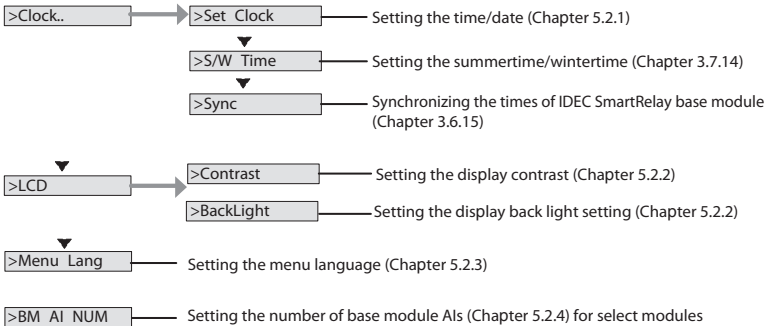 >Clock..
>Set Clock
Setting the time/date (Chapter 5.2.1)
>S/W Time
Setting the summertime/wintertime (Chapter 3.7.14)
>Sync
Synchronizing the times of IDEC SmartRelay base module
(Chapter 3.6.15)
>LCD
>Contrast
Setting the display contrast (Chapter 5.2.2)
>BackLight
Setting the display back light setting (Chapter 5.2.2)
>Menu Lang
Setting the menu language (Chapter 5.2.3)
>BM AI NUM
Setting the number of base module AIs (Chapter 5.2.4) for select modules